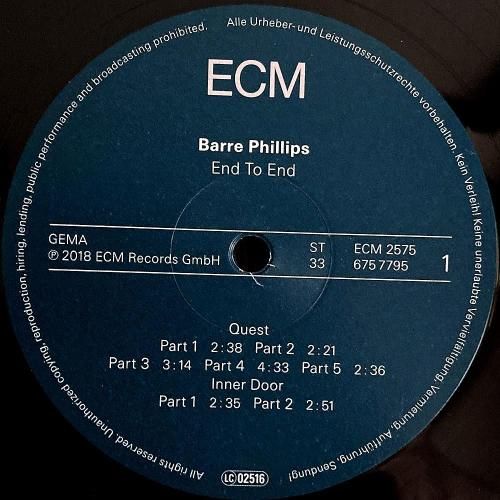 ECM
Barre Phillips
End To End
GEMA
℗ 2018 ECM Records GmbH
ST
33
ECM 2575
6757795
1
Quest
Part 1 2:38 Part 2 2:21
Part 3 3:14 Part 4 4:33 Part 5 2:36
Inner Door
Part 1 2:35 Part 2 2:51
LC 02516
All rights reserved. Unauthorized copying, reproduction, hiring, lending, public performance and broadcasting prohibited.
Alle Urheber- und Leistungsschutzrechte vorbehalten. Kein Verleih! Keine unerlaubte Vervielfältigung, Vermietung, Aufführung, Sendung!